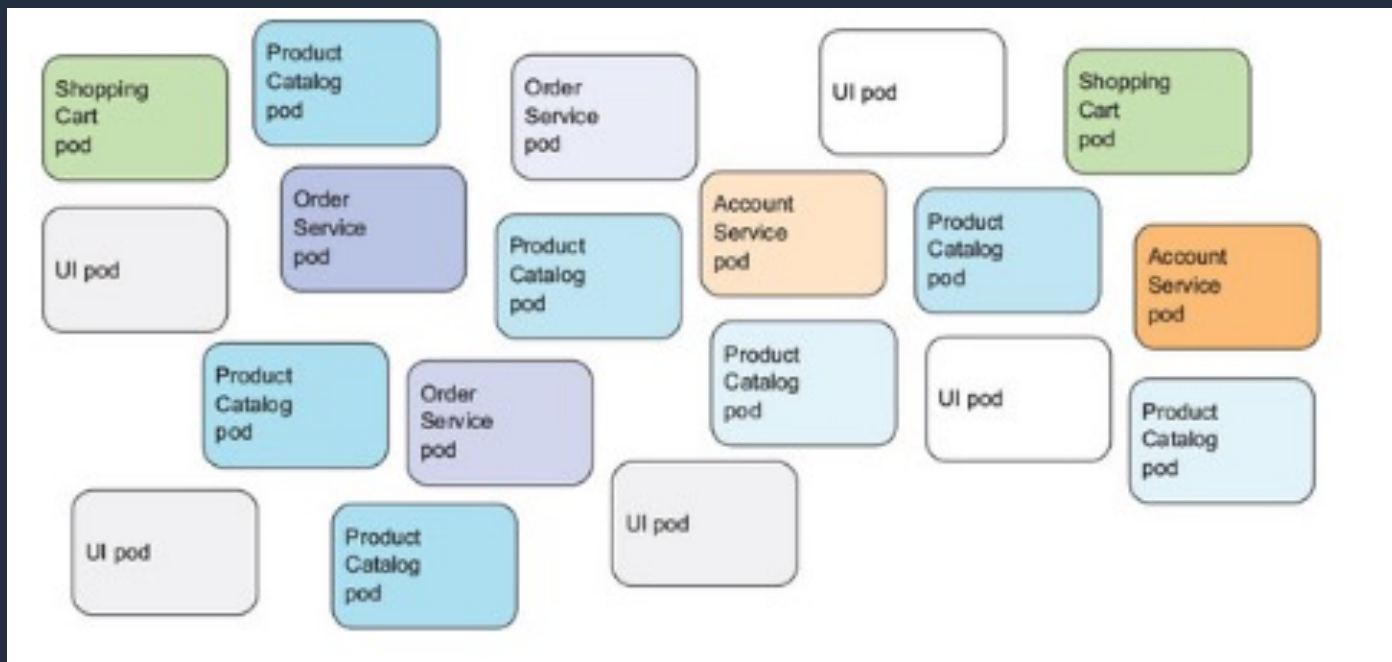 Shopping
Cart
pod
Product
Catalog
pod
Order
Service
pod
UI pod
Shopping
Cart
pod
UI pod
Order
Service
pod
Product
Catalog
pod
Account
Service
pod
Product
Catalog
pod
Account
Service
pod
Product
Catalog
pod
Order
Service
pod
Product
Catalog
pod
UI pod
Product
Catalog
pod
UI pod
Product
Catalog
pod
UI pod